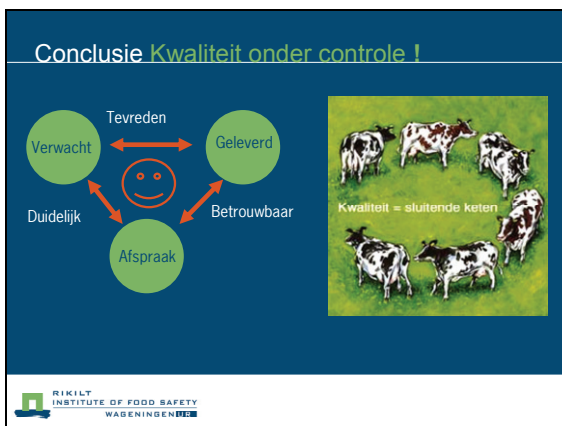 Conclusie Kwaliteit onder controle !
Tevreden
Verwacht
Geleverd
Duidelijk
Betrouwbaar
Afspraak
Kwaliteit = sluitende keten
RIKILT
INSTITUTE OF FOOD SAFETY
WAGENINGEN UR